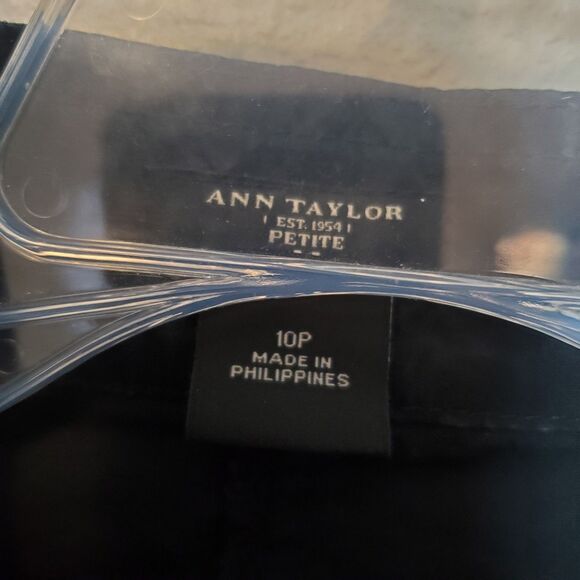 ANN TAYLOR
EST. 1954
PETITE
10P
MADE IN
PHILIPPINES